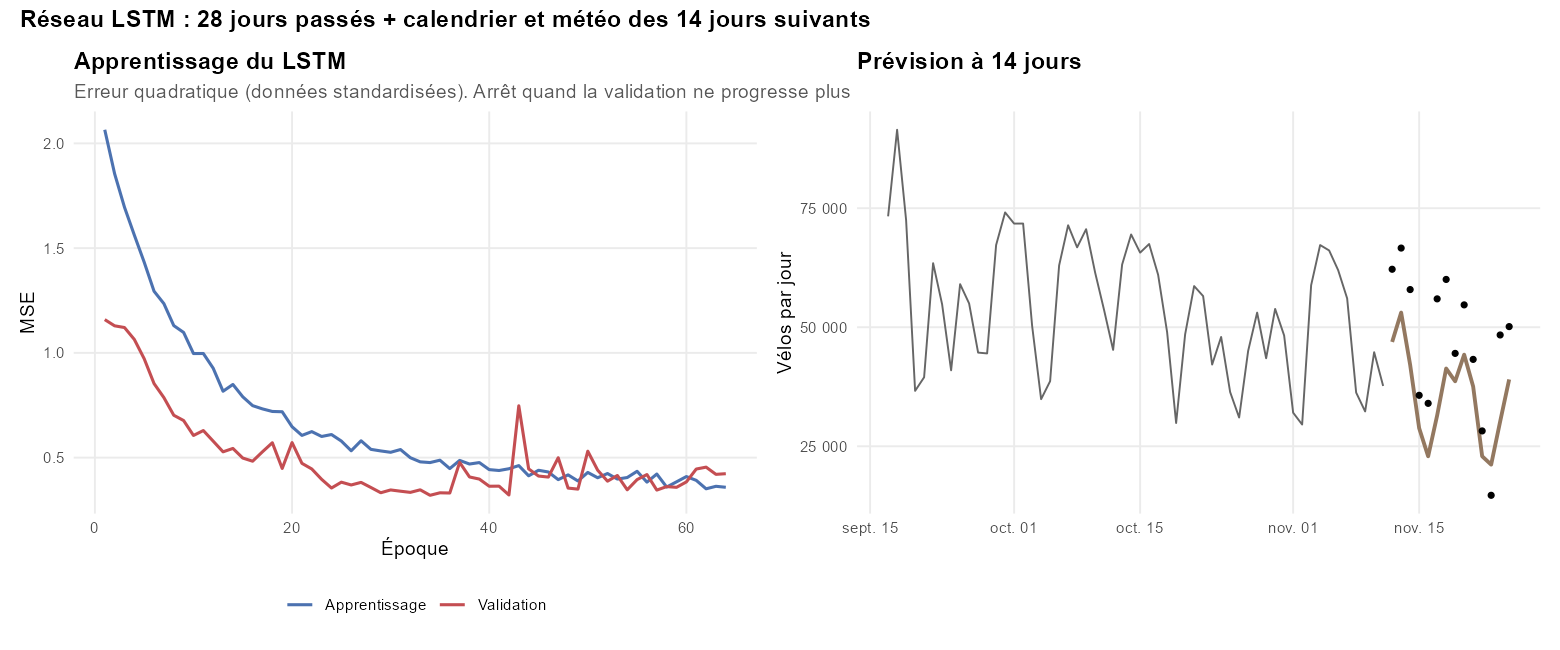 Réseau LSTM : 28 jours passés + calendrier et météo des 14 jours suivants
Apprentissage du LSTM
Erreur quadratique (données standardisées). Arrêt quand la validation ne progresse plus
MSE
2.0
1.5
1.0
0.5
0
20
40
60
Époque
Apprentissage
Validation
Prévision à 14 jours
Vélos par jour
75 000
50 000
25 000
sept. 15
oct. 01
oct. 15
nov. 01
nov. 15